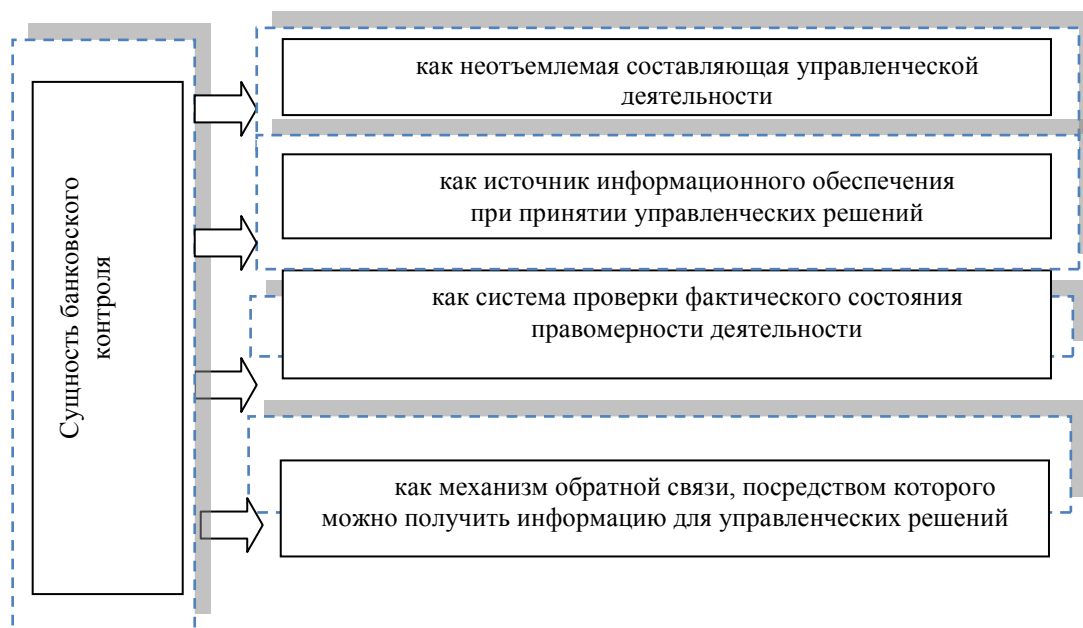 Сущность банковского
контроля
как неотъемлемая составляющая управленческой
деятельности
как источник информационного обеспечения
при принятии управленческих решений
как система проверки фактического состояния
правомерности деятельности
как механизм обратной связи, посредством которого
можно получить информацию для управленческих решений